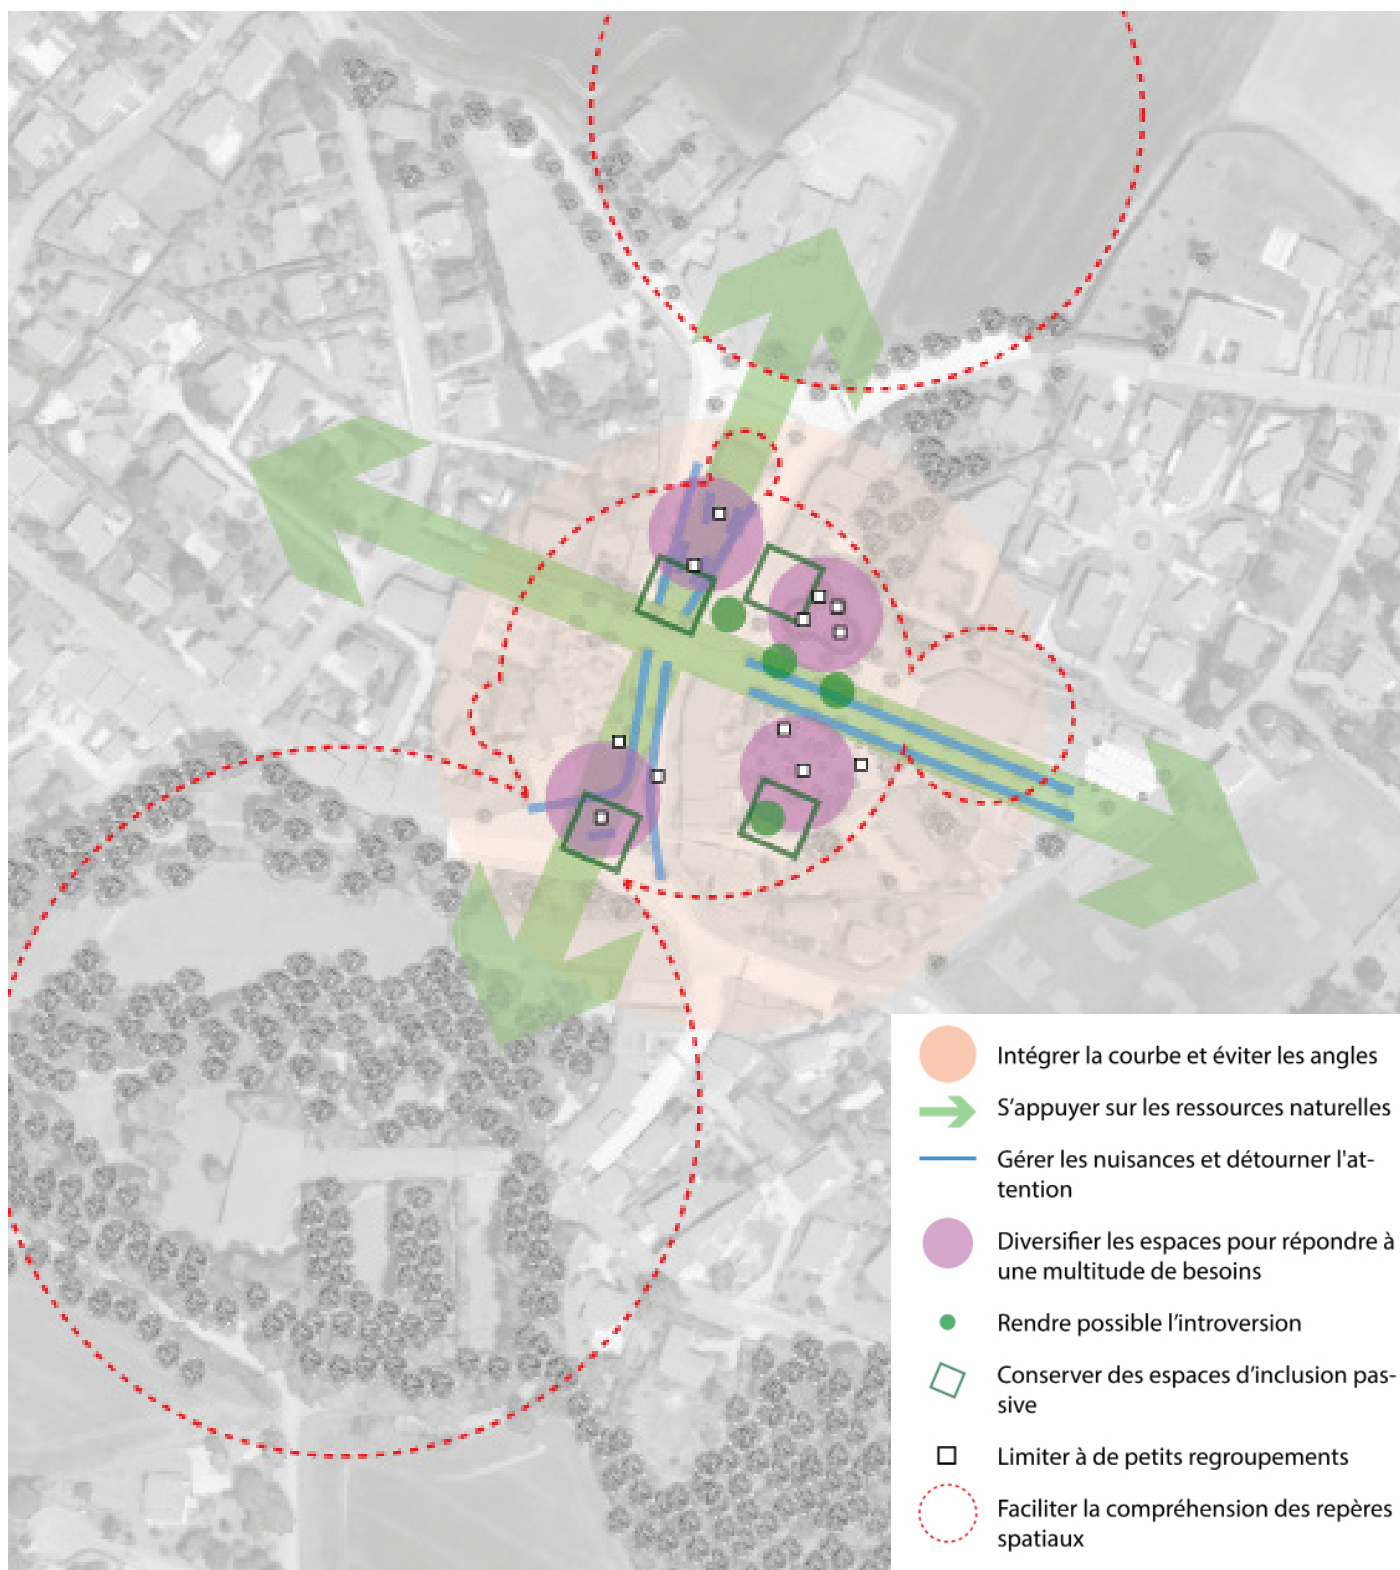 Intégrer la courbe et éviter les angles
S'appuyer sur les ressources naturelles
Gérer les nuisances et détourner l'at-
tention
Diversifier les espaces pour répondre à
une multitude de besoins
Rendre possible l'introversion
Conserver des espaces d'inclusion pas-
sive
Limiter à de petits regroupements
Faciliter la compréhension des repères
spatiaux